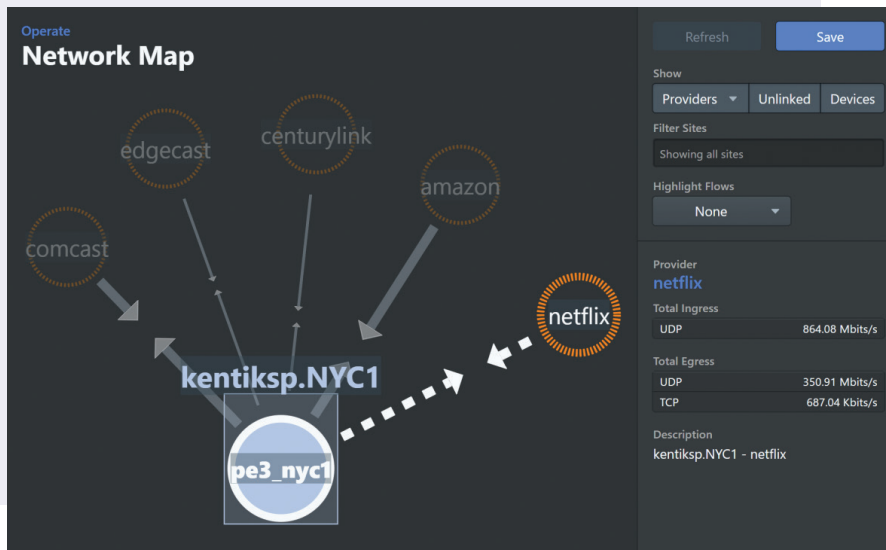 Operate
Network Map
edgecast
centurylink
amazon
comcast
netflix
kentiksp.NYC1
pe3_nyc1
Refresh
Save
Show
Providers
Unlinked
Devices
Filter Sites
Showing all sites
Highlight Flows
None
Provider
netflix
Total Ingress
UDP 864.08 Mbits/s
Total Egress
UDP 350.91 Mbits/s
TCP 687.04 Kbits/s
Description
kentiksp.NYC1 - netflix